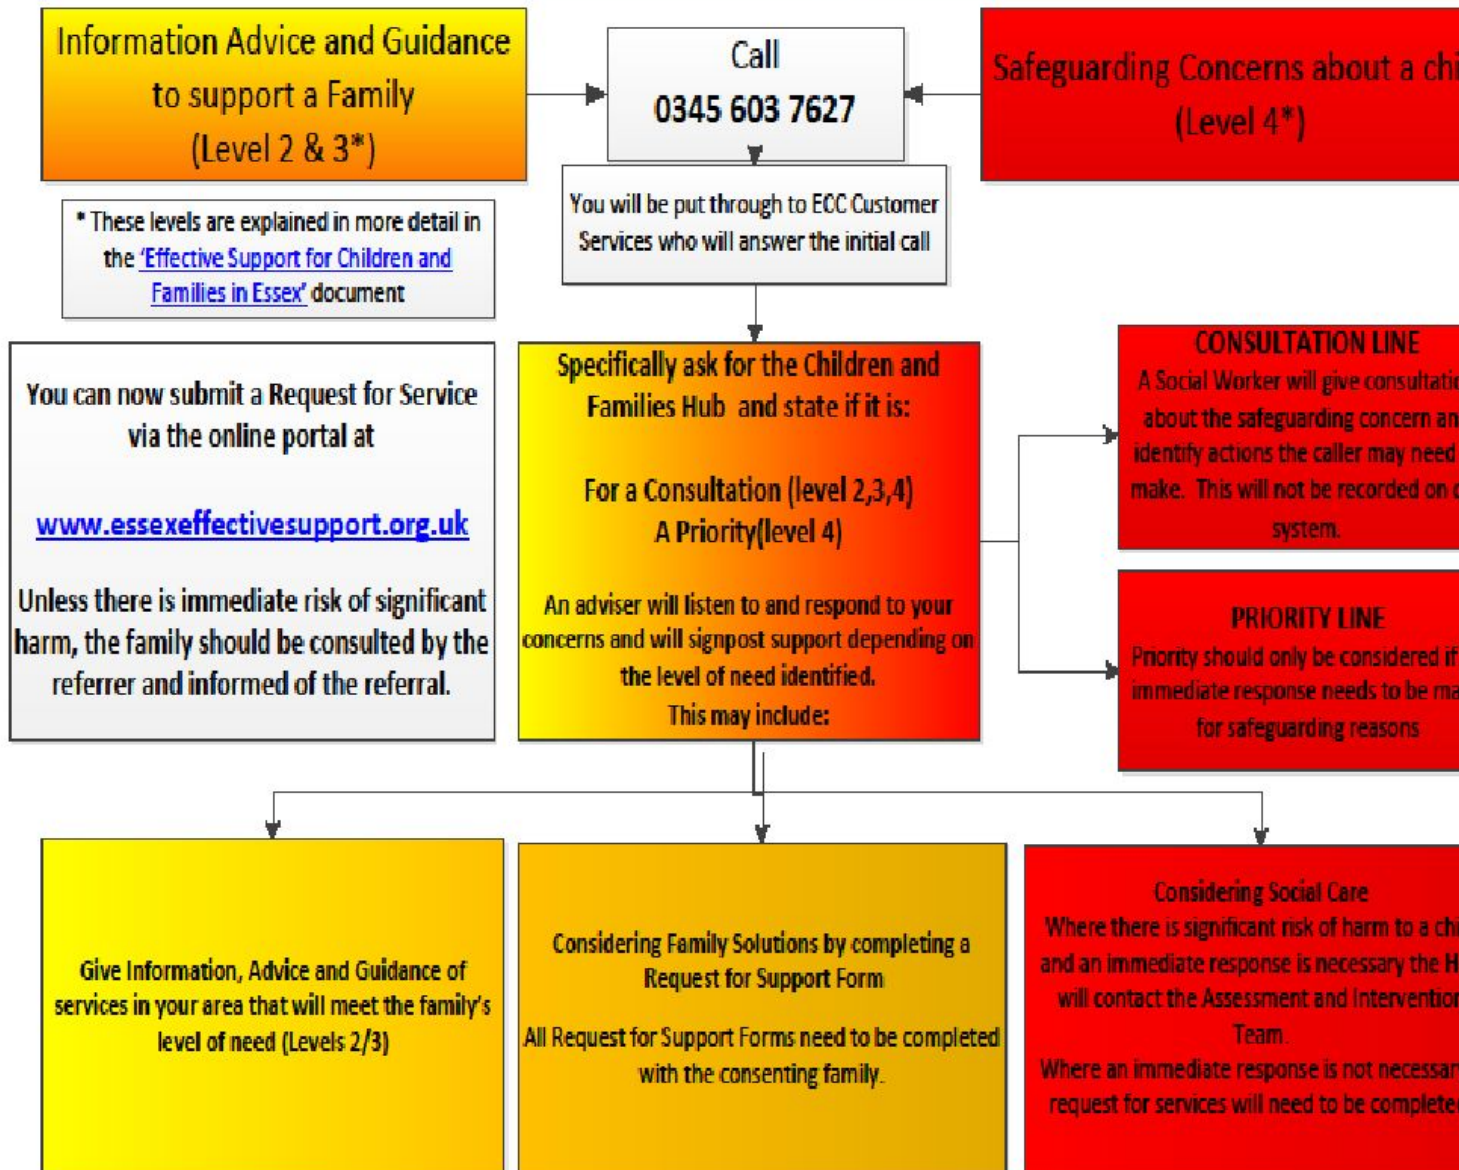 Information Advice and Guidance
to support a Family
(Level 2 & 3*)
Call
0345 603 7627
Safeguarding Concerns about a
(Level 4*)
* These levels are explained in more detail in
the ‘Effective Support for Children and
Families in Essex’ document
You will be put through to ECC Customer
Services who will answer the initial call
You can now submit a Request for Service
via the online portal at
www.essexeffectivesupport.org.uk
Unless there is immediate risk of significant
harm, the family should be consulted by the
referrer and informed of the referral.
Specifically ask for the Children and
Families Hub and state if it is:
For a Consultation (level 2,3,4)
A Priority(level 4)
An adviser will listen to and respond to your
concerns and will signpost support depending on
the level of need identified.
This may include:
CONSULTATION LINE
A Social Worker will give
about the safeguarding concern
identify actions the caller may need
make. This will not be recorded on
system.
PRIORITY LINE
Priority should only be considered if
immediate response needs to be
for safeguarding reasons
Give Information, Advice and Guidance of
services in your area that will meet the family’s
level of need (Levels 2/3)
Considering Family Solutions by completing a
Request for Support Form
All Request for Support Forms need to be completed
with the consenting family.
Considering Social Care
Where there is significant risk of harm to a
and an immediate response is necessary the
will contact the Assessment and Intervention
Team.
Where an immediate response is not necessary
request for services will need to be completed